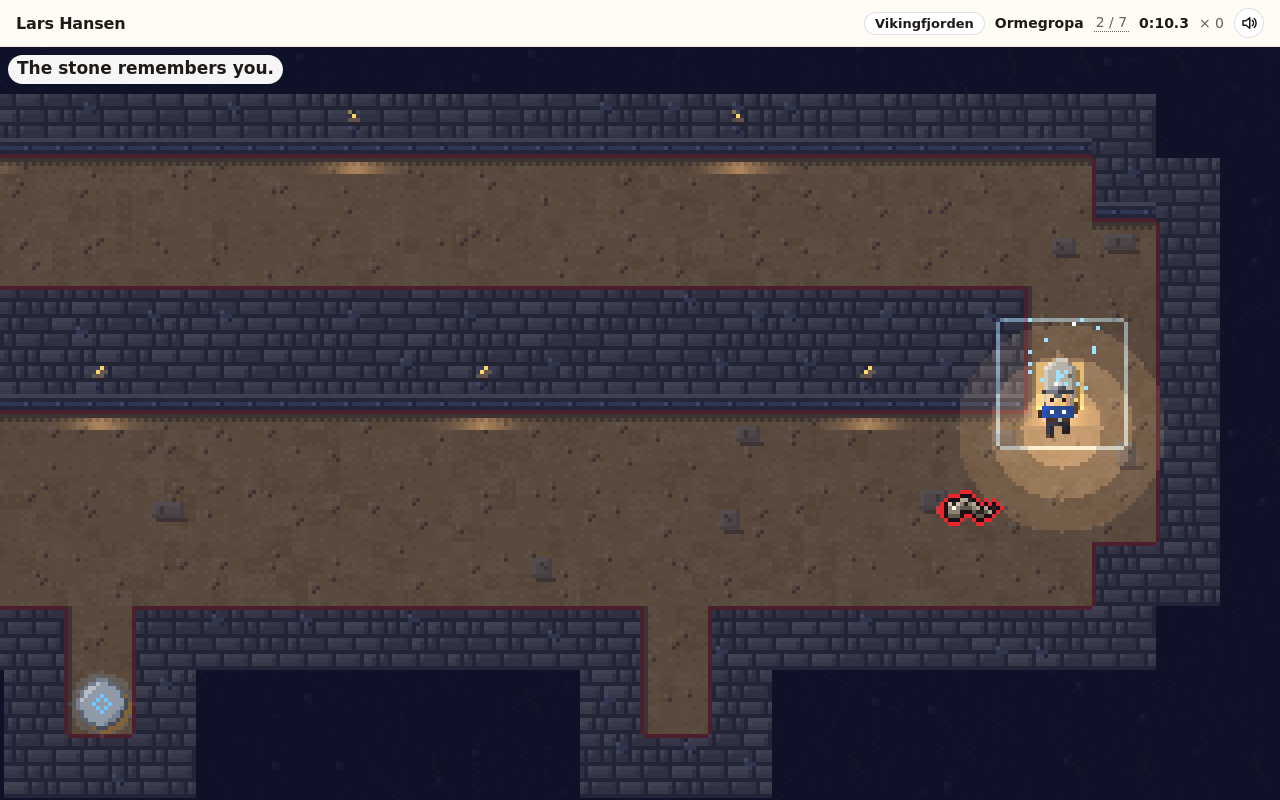 Lars Hansen
Vikingfjorden Ormegropa 2 / 7 0:10.3 × 0
The stone remembers you.